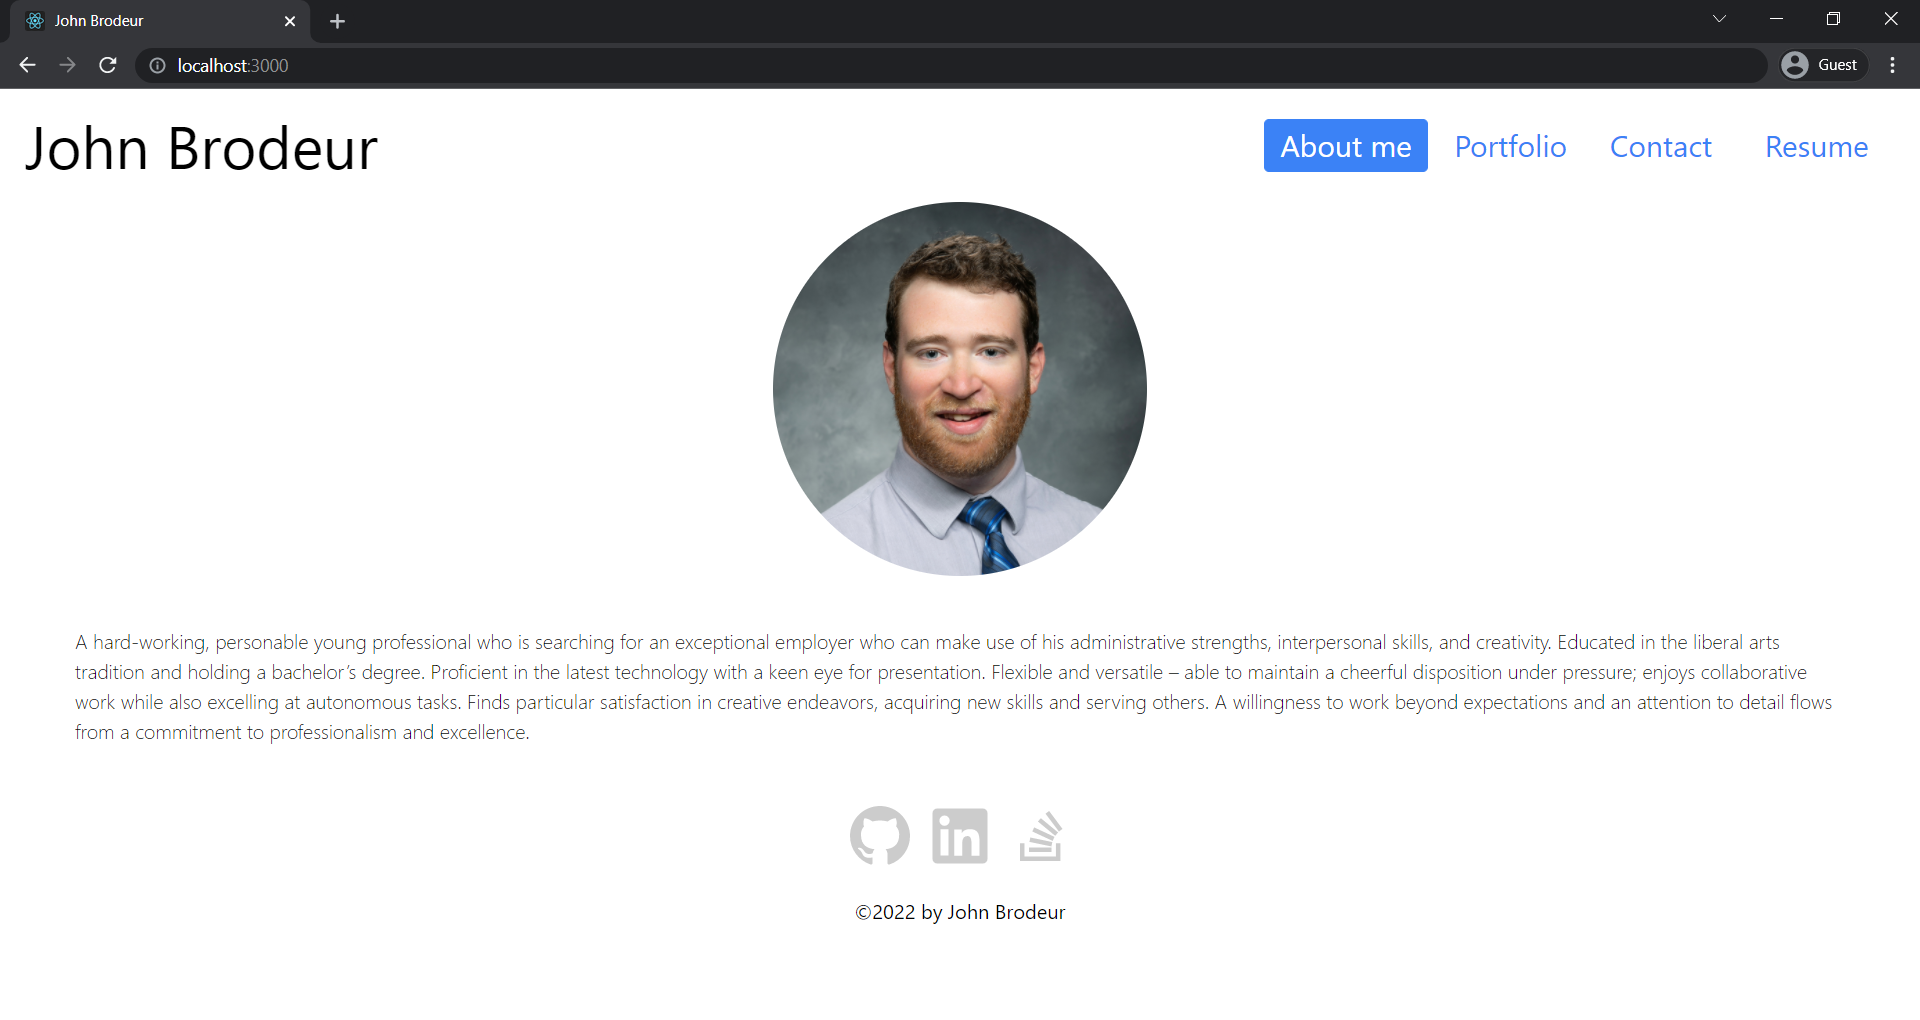 John Brodeur
localhost:3000
Guest
John Brodeur
About me
Portfolio
Contact
Resume
A hard-working, personable young professional who is searching for an exceptional employer who can make use of his administrative strengths, interpersonal skills, and creativity. Educated in the liberal arts
tradition and holding a bachelor’s degree. Proficient in the latest technology with a keen eye for presentation. Flexible and versatile – able to maintain a cheerful disposition under pressure; enjoys collaborative
work while also excelling at autonomous tasks. Finds particular satisfaction in creative endeavors, acquiring new skills and serving others. A willingness to work beyond expectations and an attention to detail flows
from a commitment to professionalism and excellence.
in
©2022 by John Brodeur